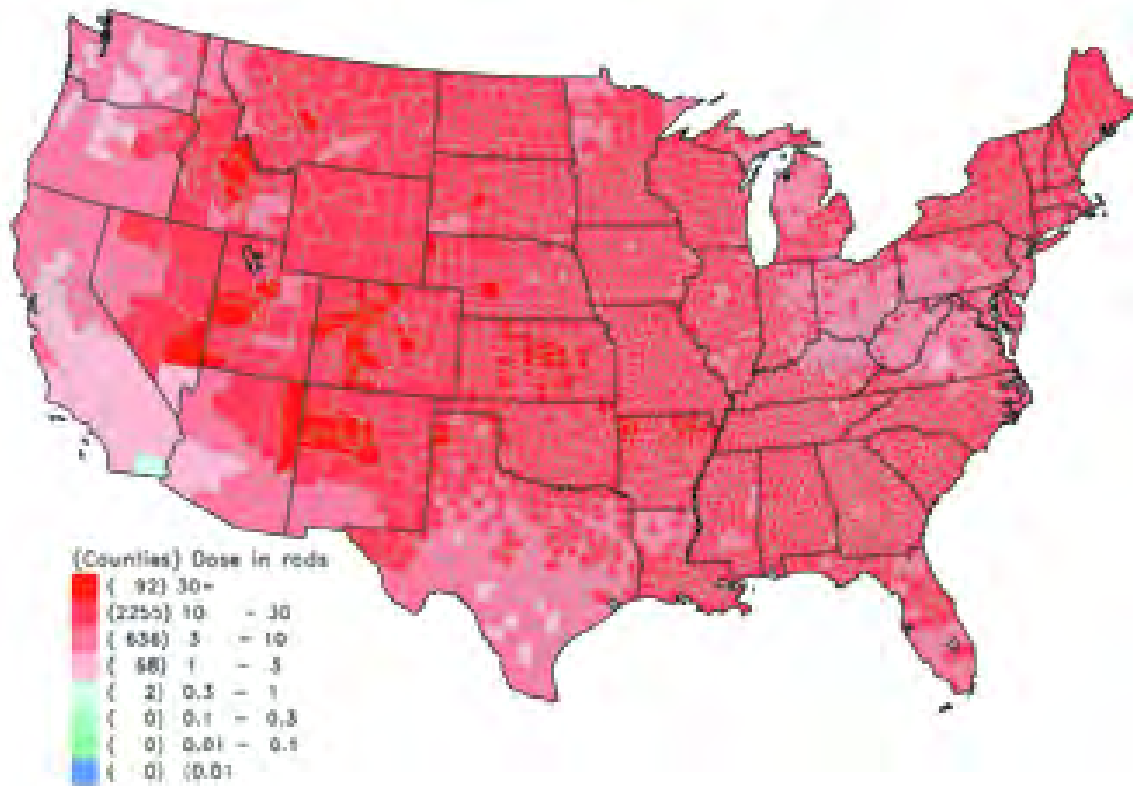 (Counties) Dose in rads
( 92) 30+
(2255) 10 - 30
( 636) 3 - 10
( 68) 1 - 3
( 2) 0.3 - 1
( 0) 0.1 - 0.3
( 0) 0.01 - 0.1
( 0) <0.01